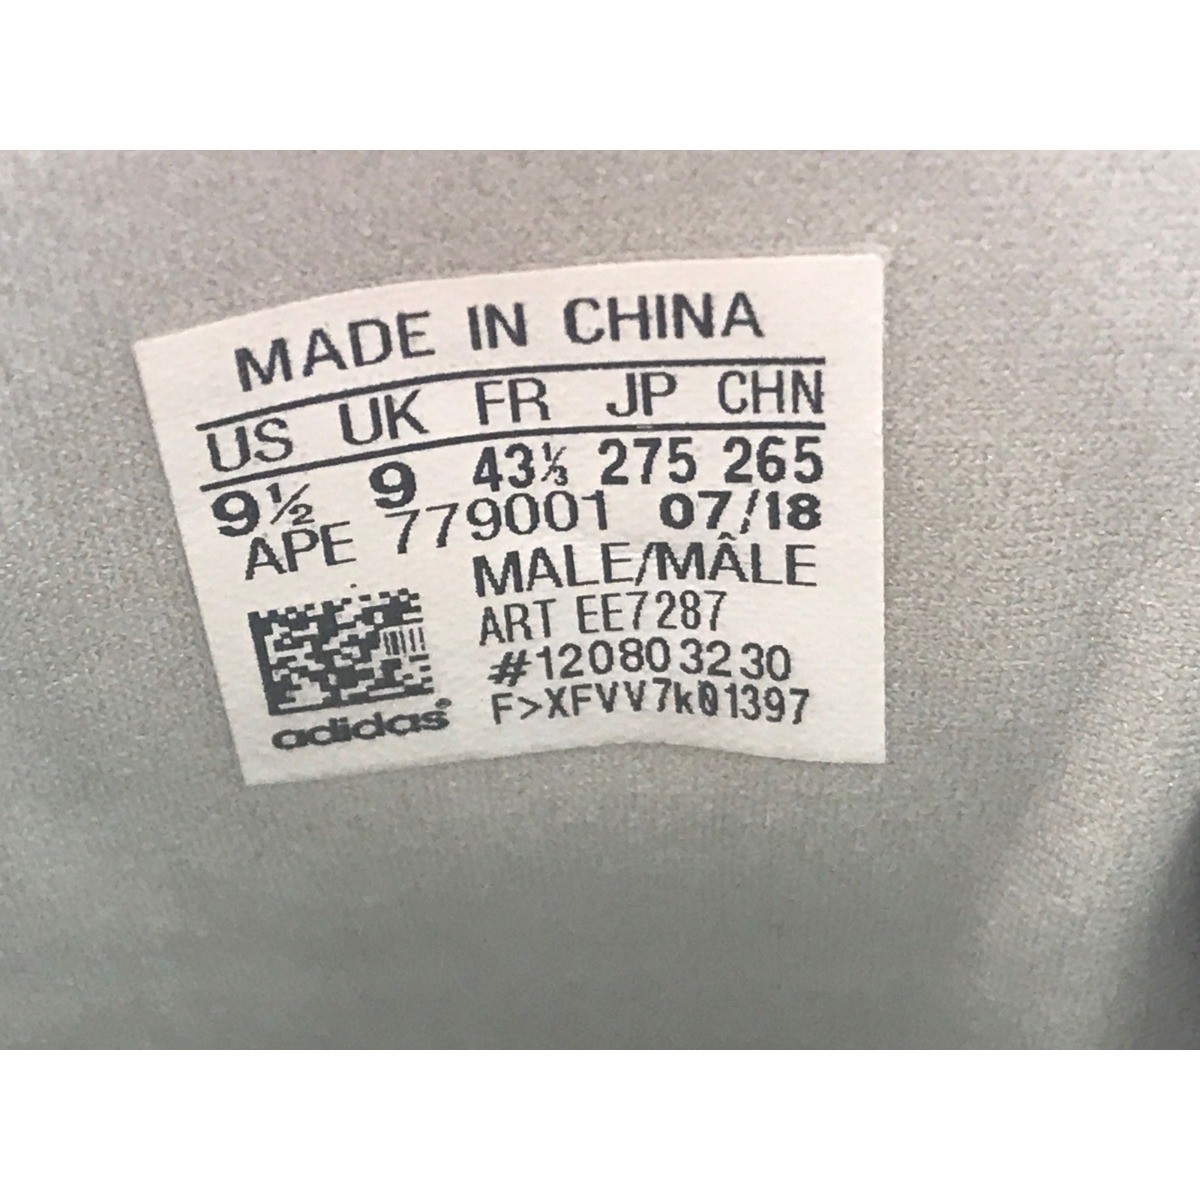 MADE IN CHINA
US UK FR JP CHN
9½ 9 43⅓ 275 265
APE 779001 07/18
MALE/MÂLE
ART EE7287
#120803230
F>XFVV7k01397
adidas®